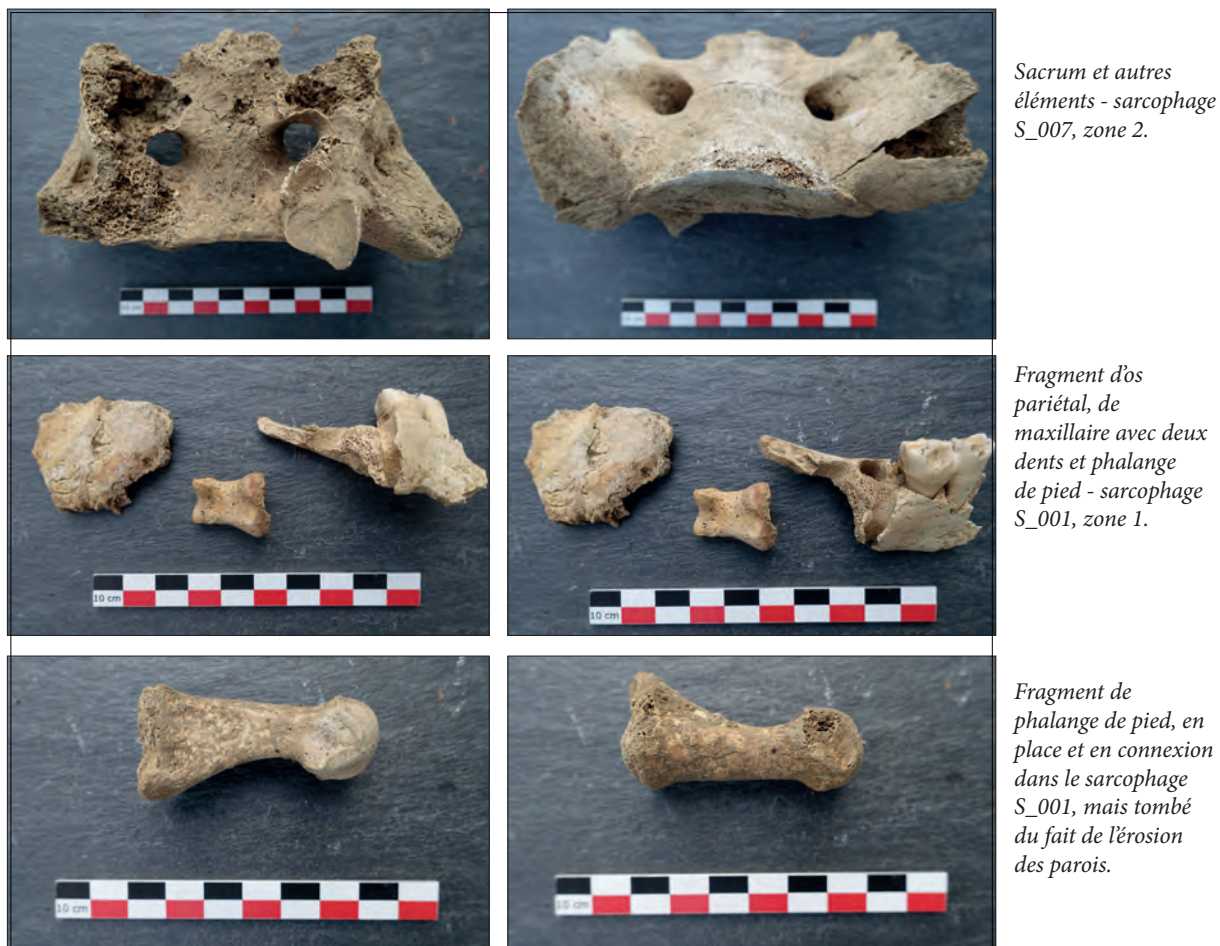 Sacrum et autres
éléments - sarcophage
S_007, zone 2.
Fragment d'os
pariétal, de
maxillaire avec deux
dents et phalange
de pied - sarcophage
S_001, zone 1.
10 cm
10 cm
Fragment de
phalange de pied, en
place et en connexion
dans le sarcophage
S_001, mais tombé
du fait de l'érosion
des parois.
10 cm
10 cm